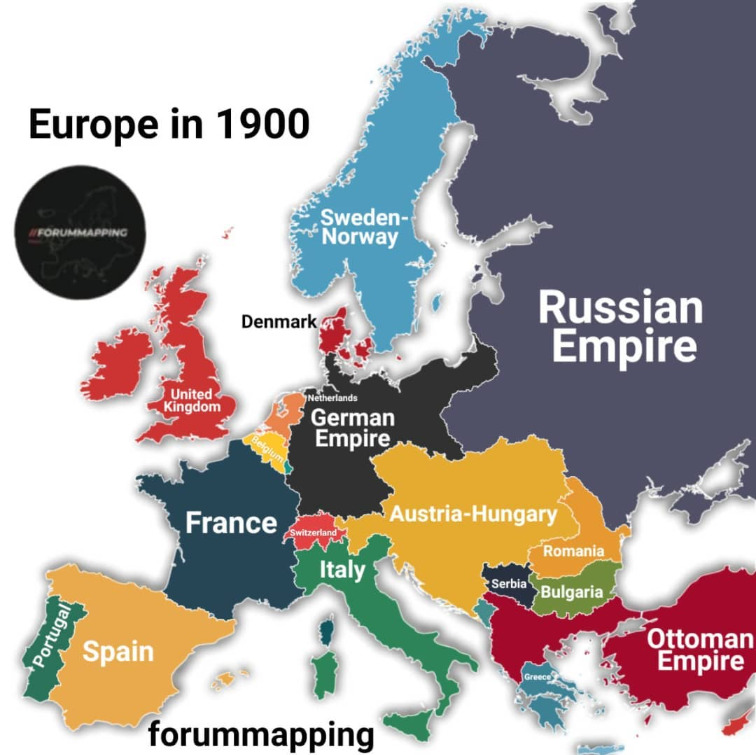 Europe in 1900
//FORUMMAPPING
Sweden-
Norway
Denmark
Russian
Empire
United
Kingdom
Netherlands
German
Empire
Belgium
Austria-Hungary
France
Switzerland
Italy
Romania
Serbia
Bulgaria
Portugal
Spain
Ottoman
Empire
Greece
forummapping